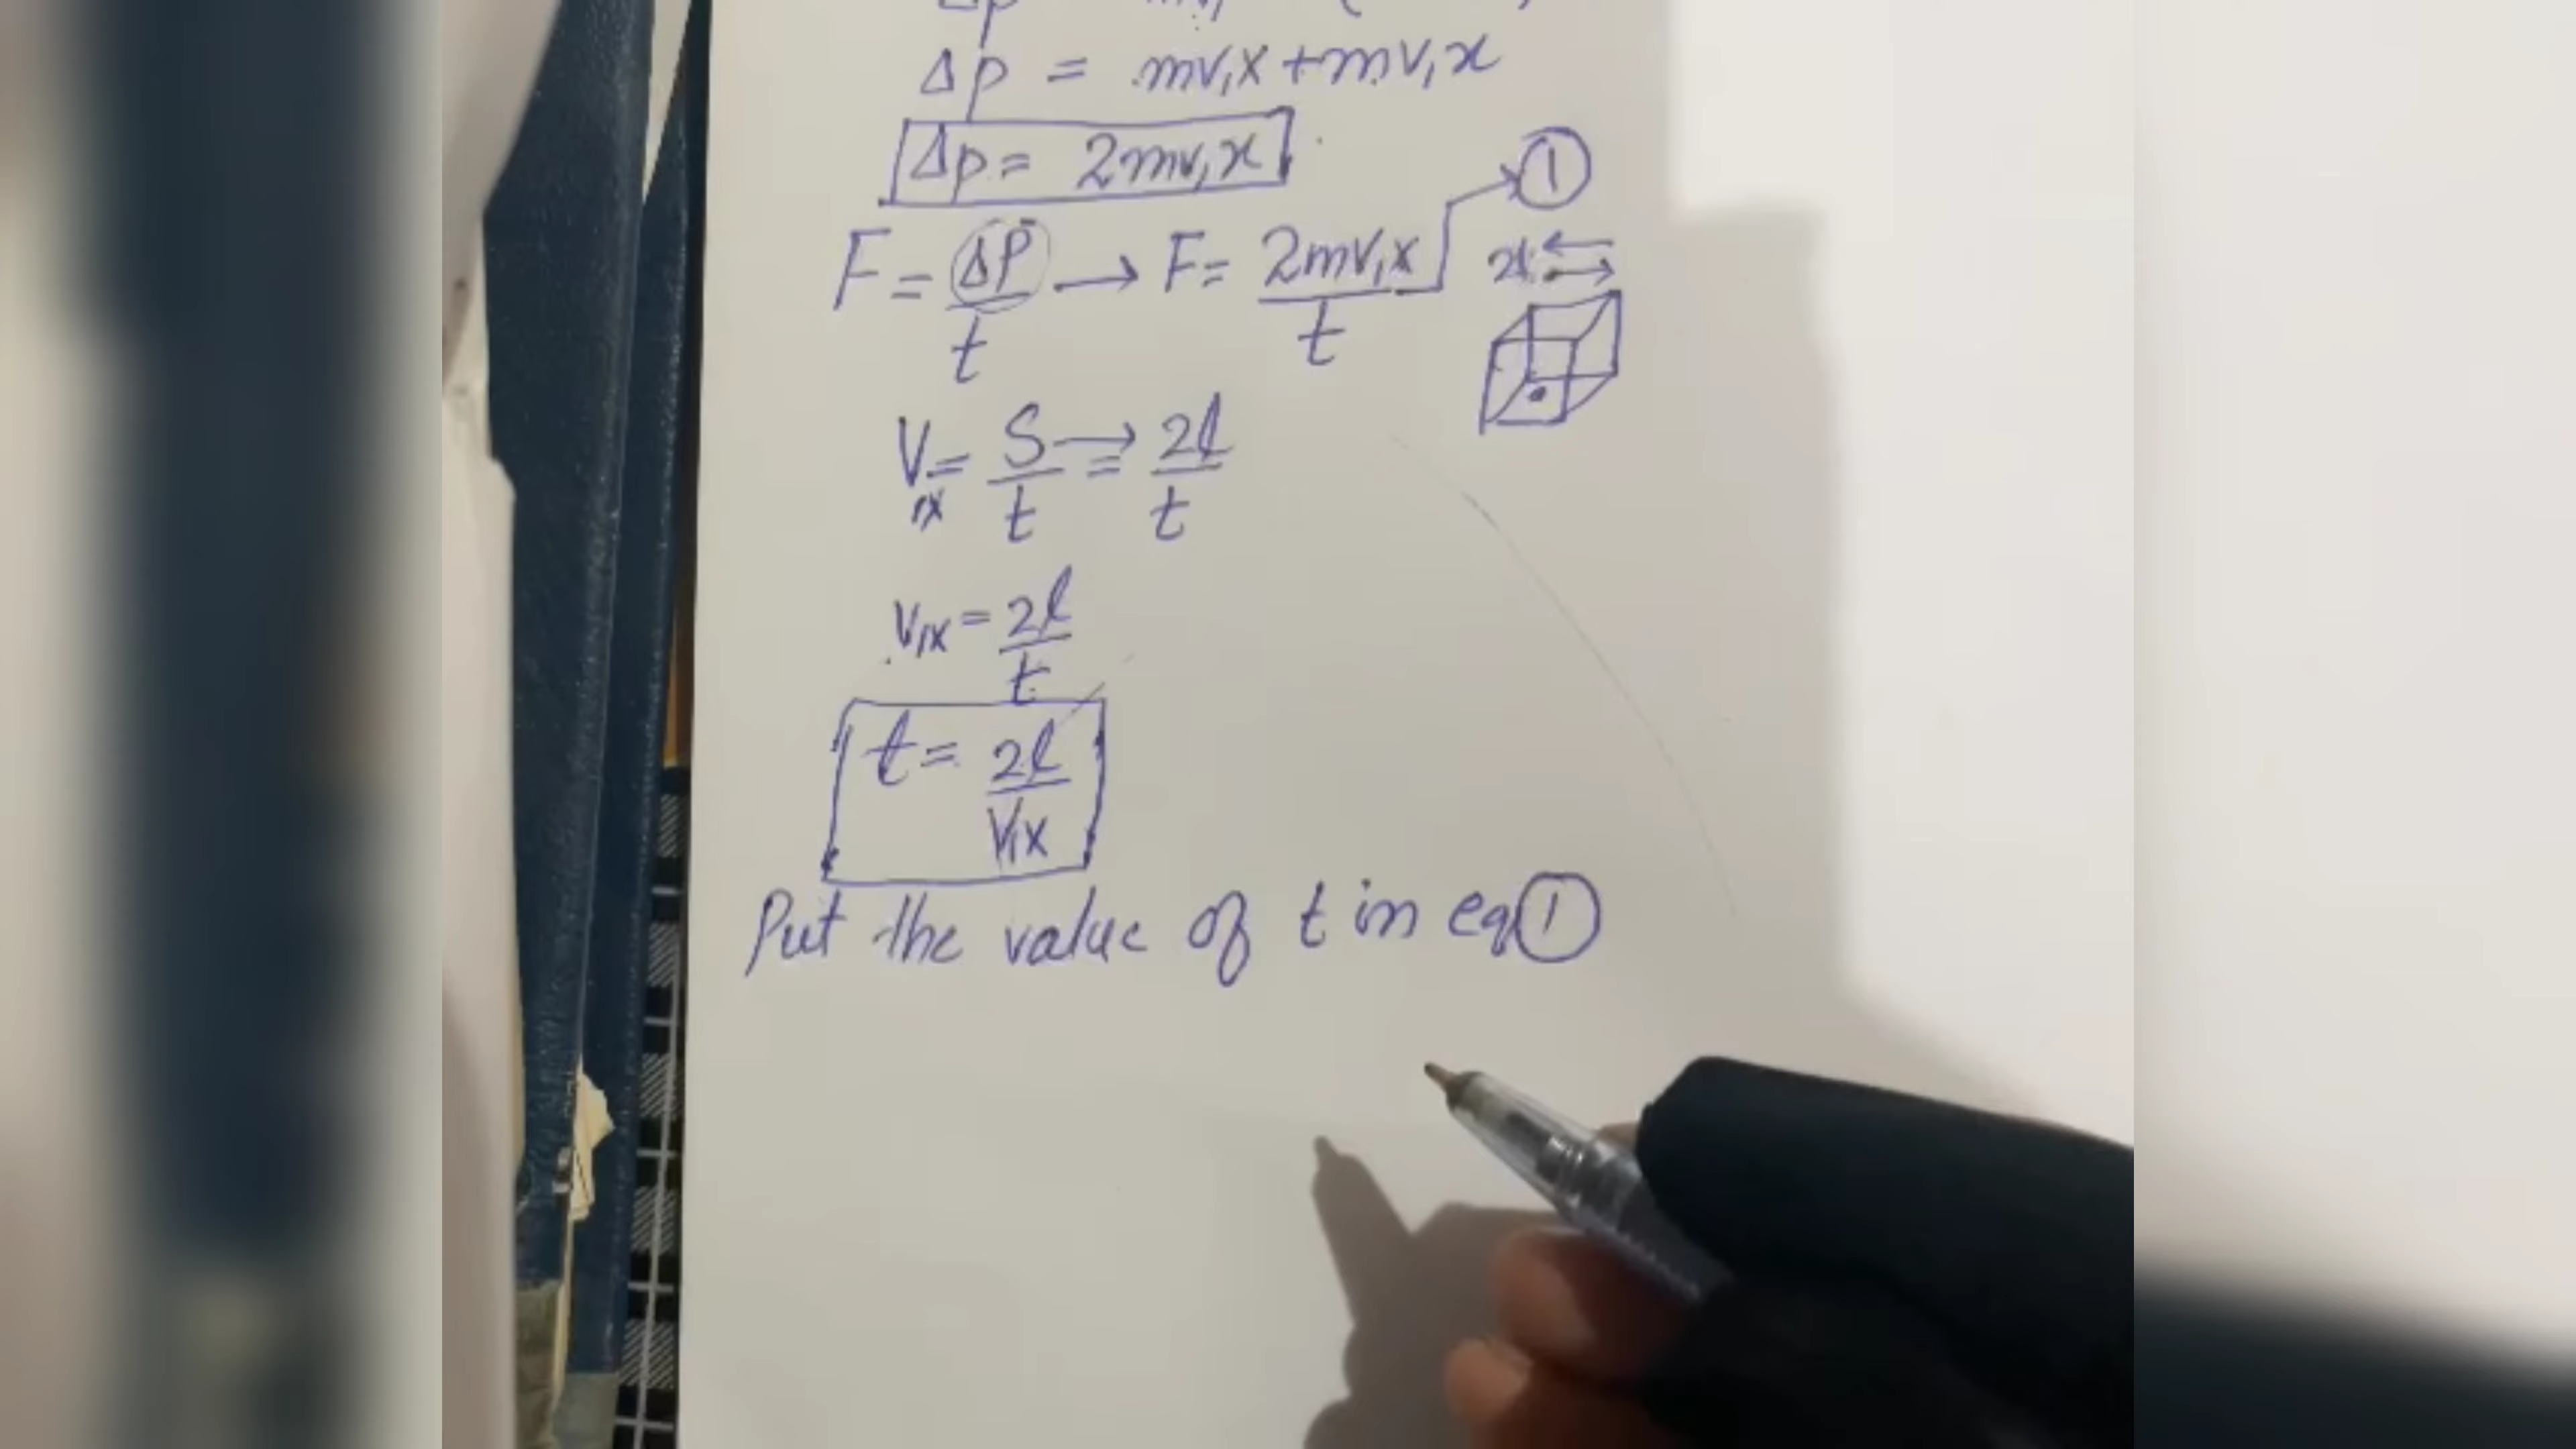 Δp = mv₁x + mv₁x
Δp = 2mv₁x
①
F = ΔP/t → F = 2mv₁x/t
x
V₁x = S/t → = 2l/t
V₁x = 2l/t
t = 2l/V₁x
Put the value of t in eq ①